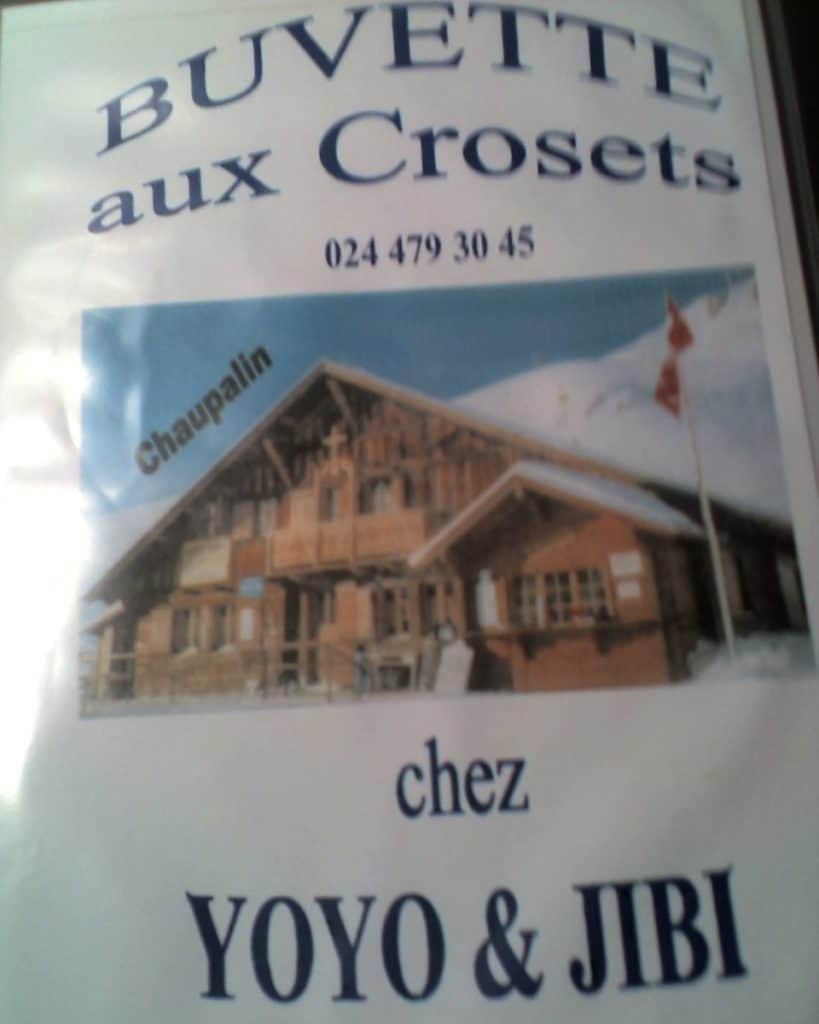 BUVETTE
aux Crosets
024 479 30 45
Chaupalin
chez
YOYO & JIBI